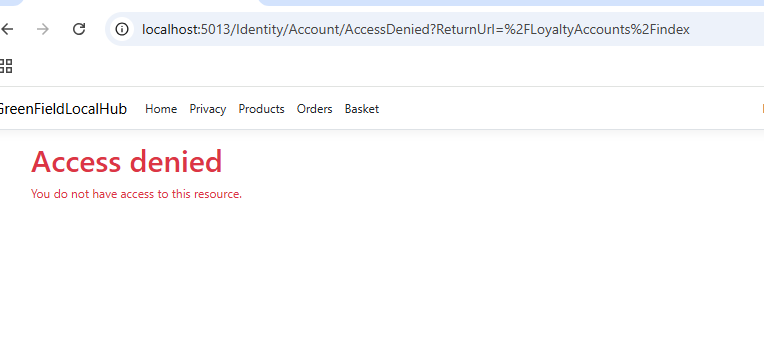 localhost:5013/Identity/Account/AccessDenied?ReturnUrl=%2FLoyaltyAccounts%2Findex
GreenFieldLocalHub Home Privacy Products Orders Basket
Access denied
You do not have access to this resource.